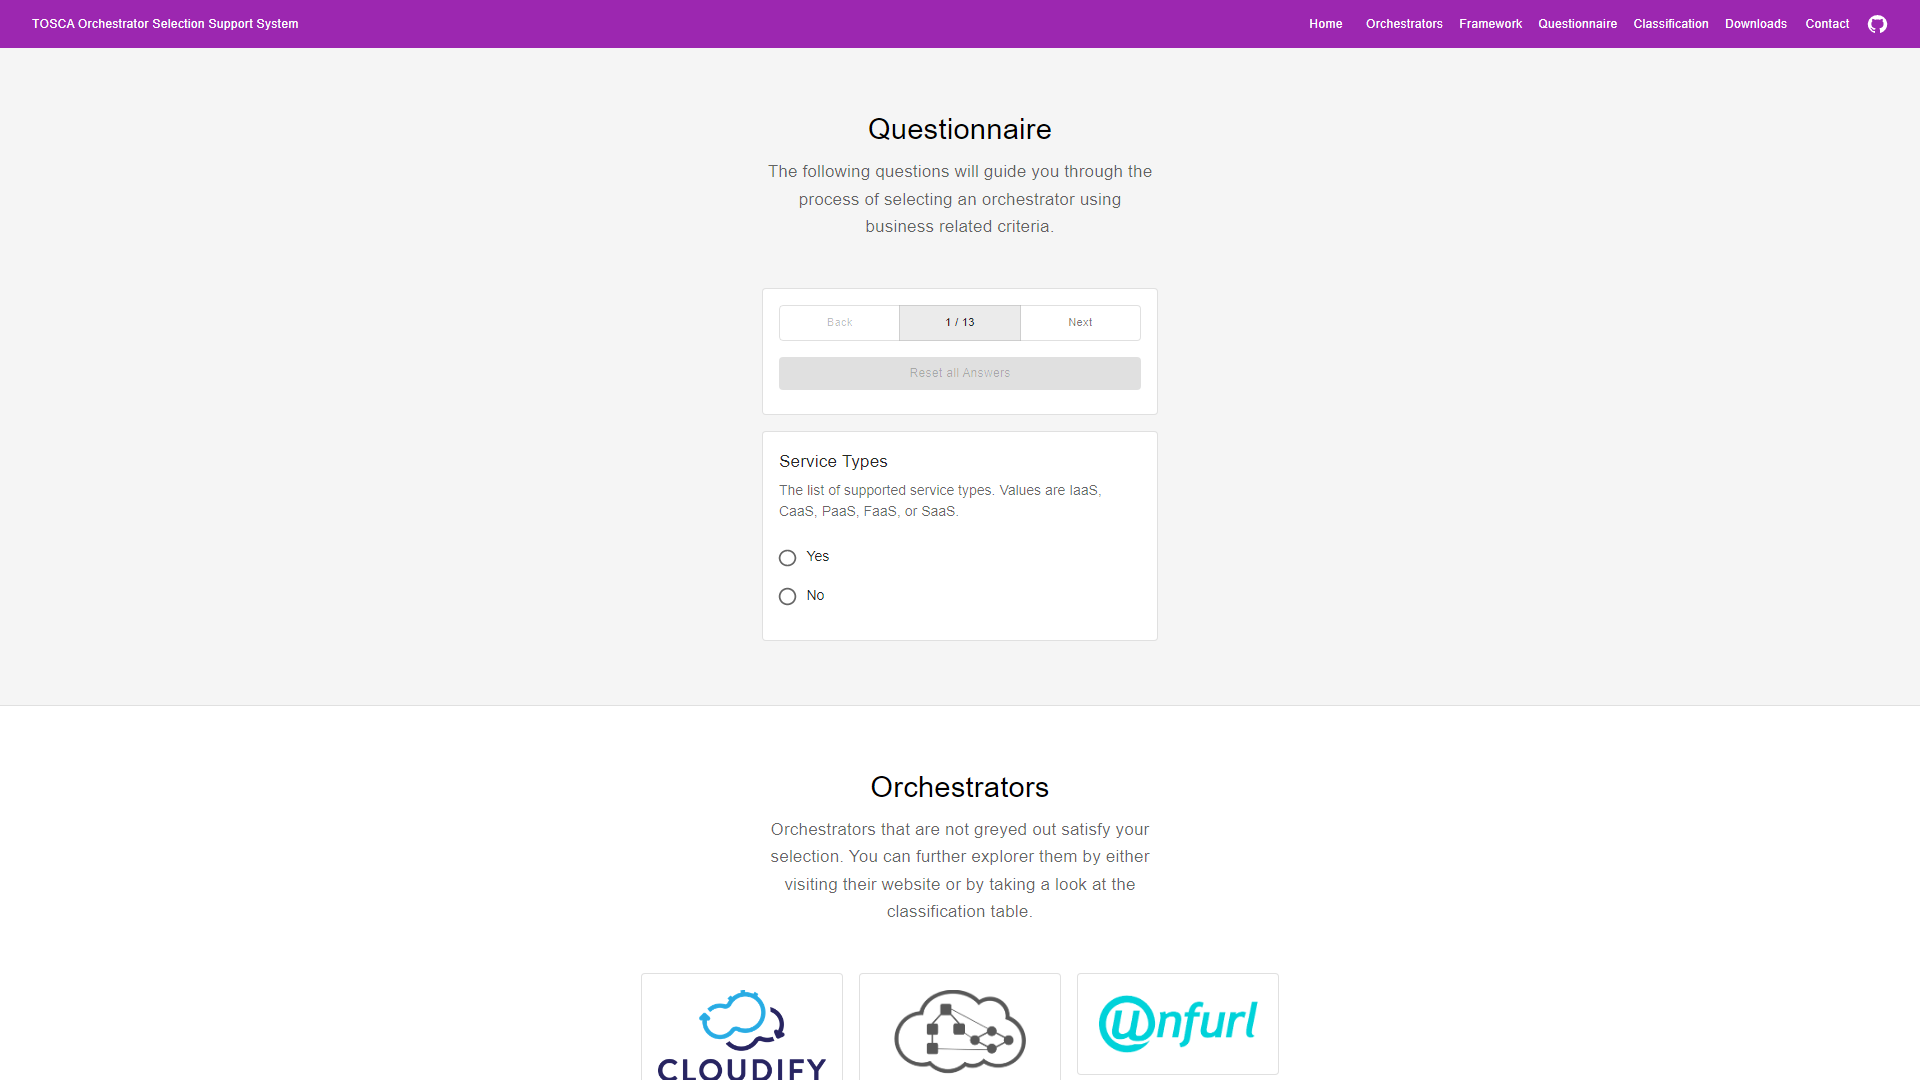 TOSCA Orchestrator Selection Support System
Home Orchestrators Framework Questionnaire Classification Downloads Contact
Questionnaire
The following questions will guide you through the
process of selecting an orchestrator using
business related criteria.
Back 1 / 13 Next
Reset all Answers
Service Types
The list of supported service types. Values are IaaS,
CaaS, PaaS, FaaS, or SaaS.
Yes
No
Orchestrators
Orchestrators that are not greyed out satisfy your
selection. You can further explorer them by either
visiting their website or by taking a look at the
classification table.
CLOUDIFY
unfurl